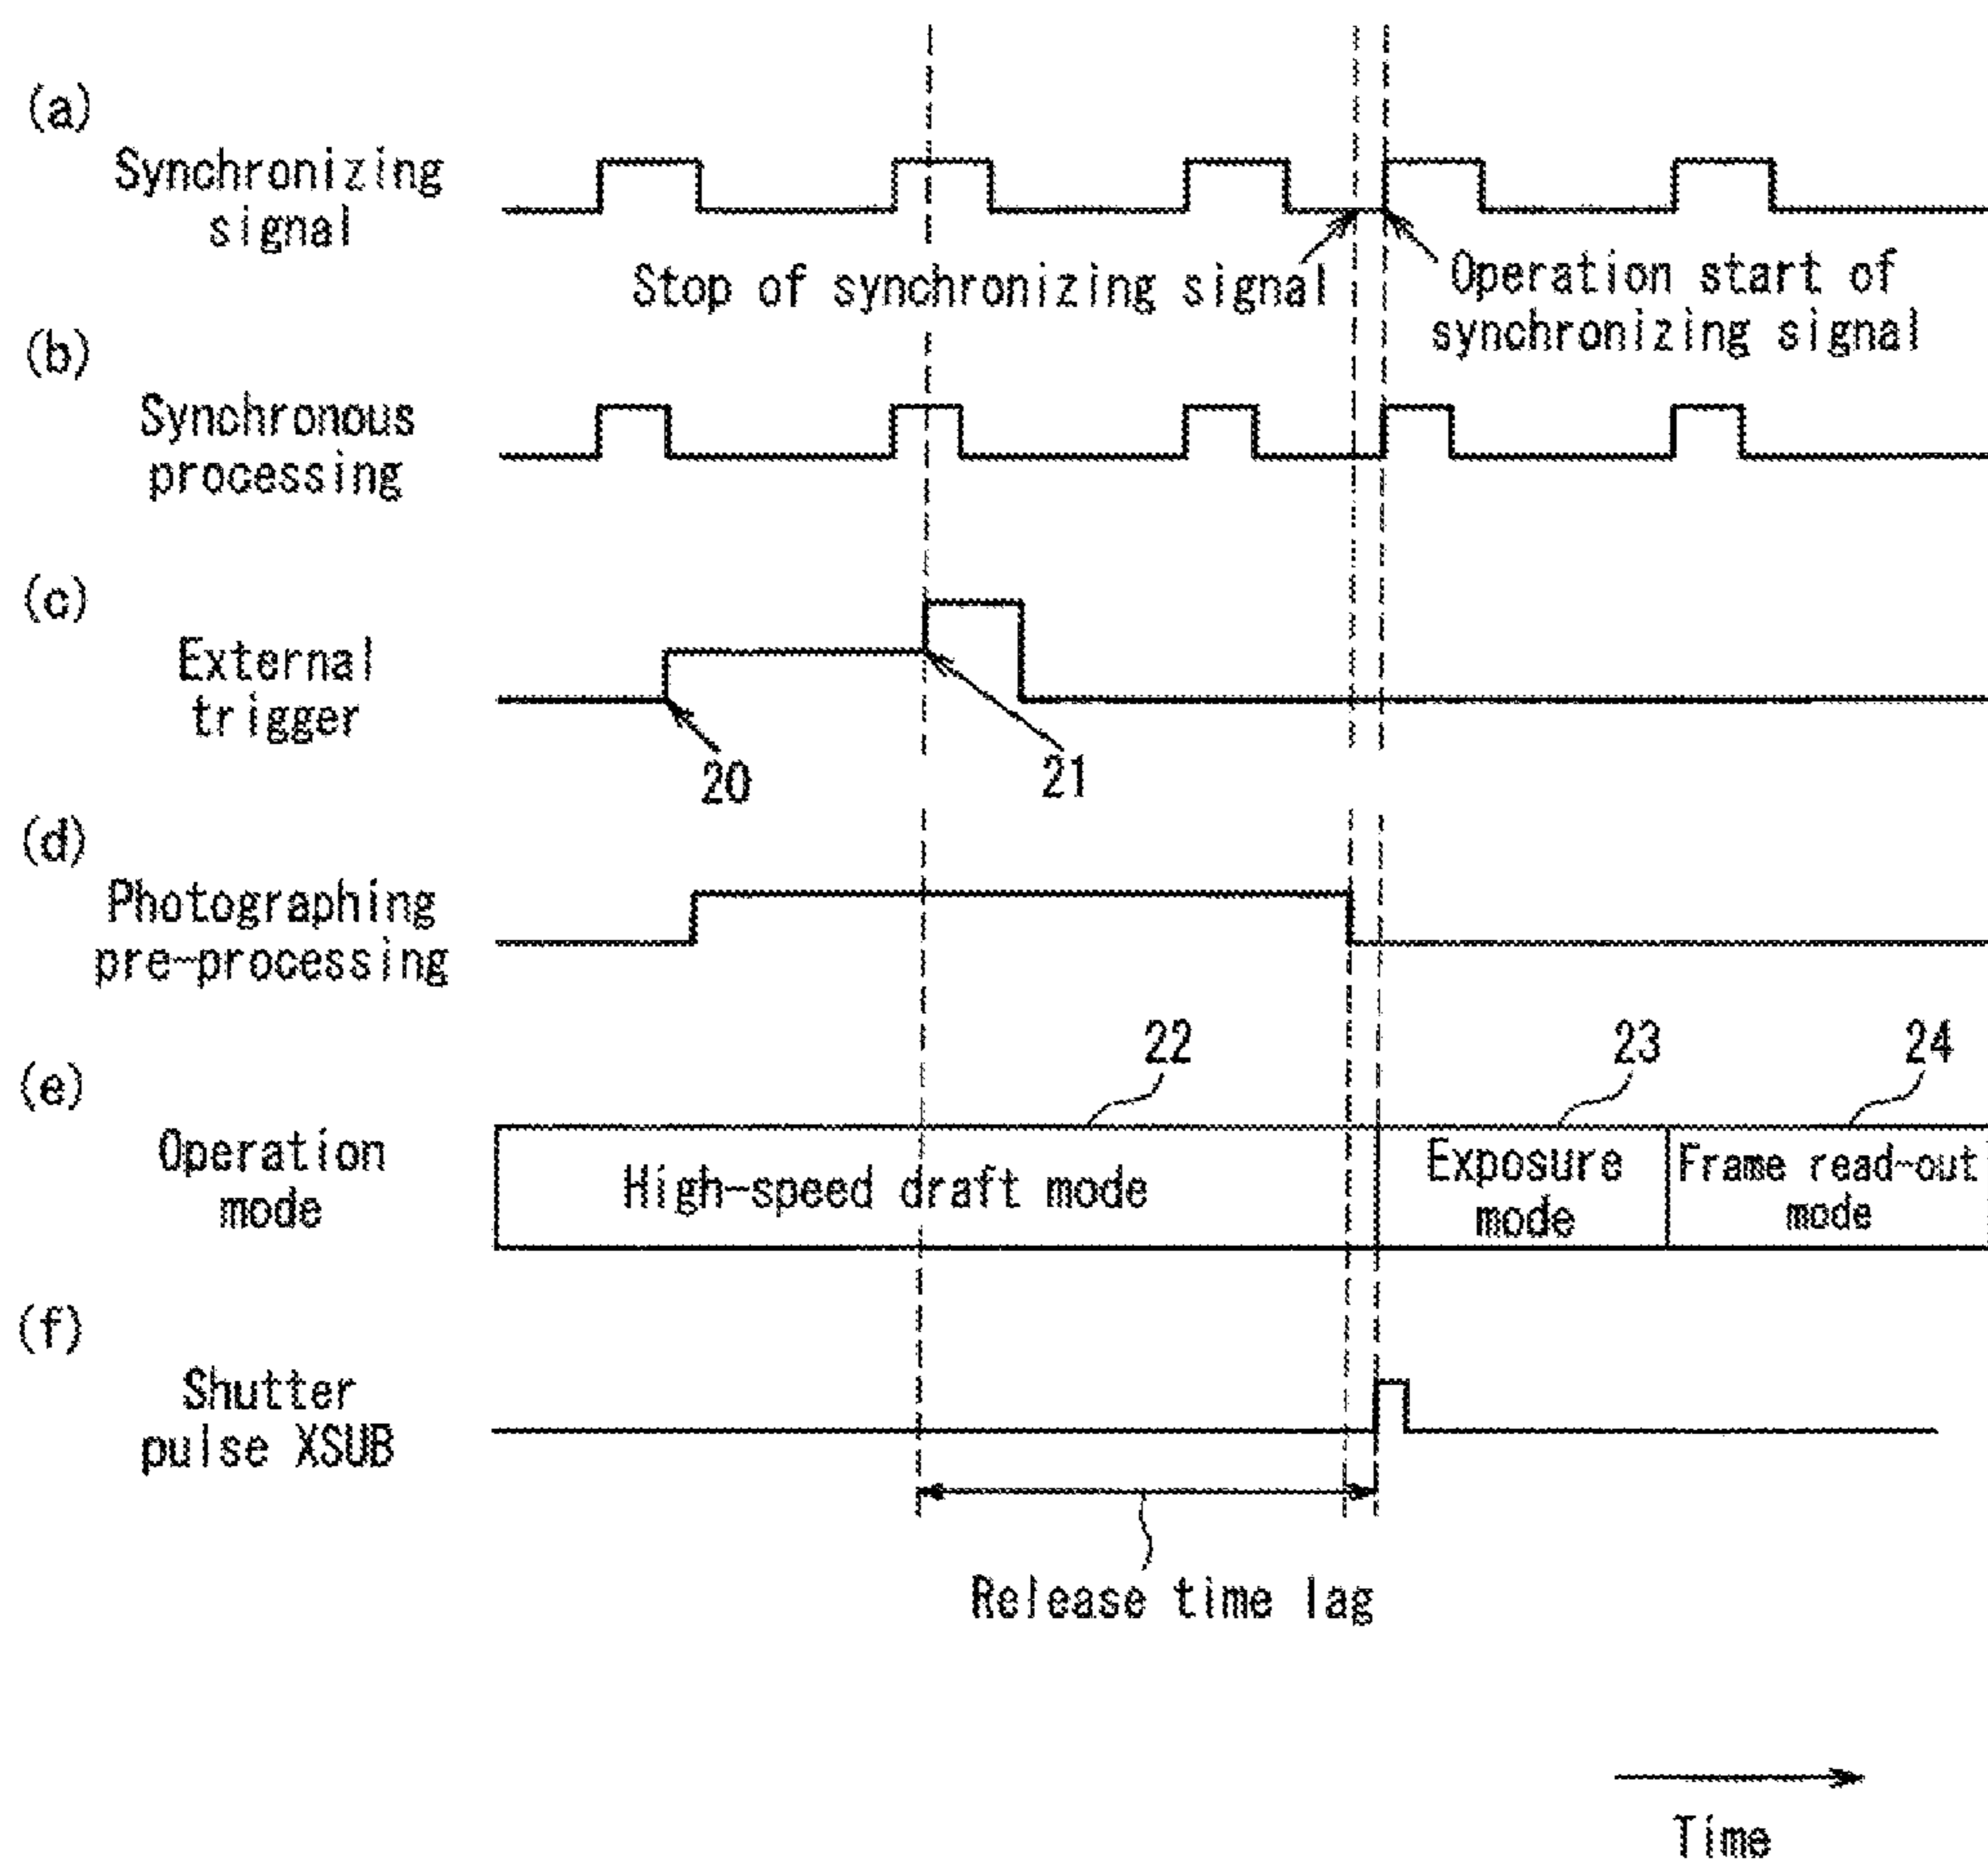 (a)
Synchronizing
signal
Stop of synchronizing signal
Operation start of
synchronizing signal
(b)
Synchronous
processing
(c)
External
trigger
20
21
(d)
Photographing
pre-processing
22
23
24
(e)
Operation
mode
High-speed draft mode
Exposure
mode
Frame read-out
mode
(f)
Shutter
pulse XSUB
Release time lag
Time